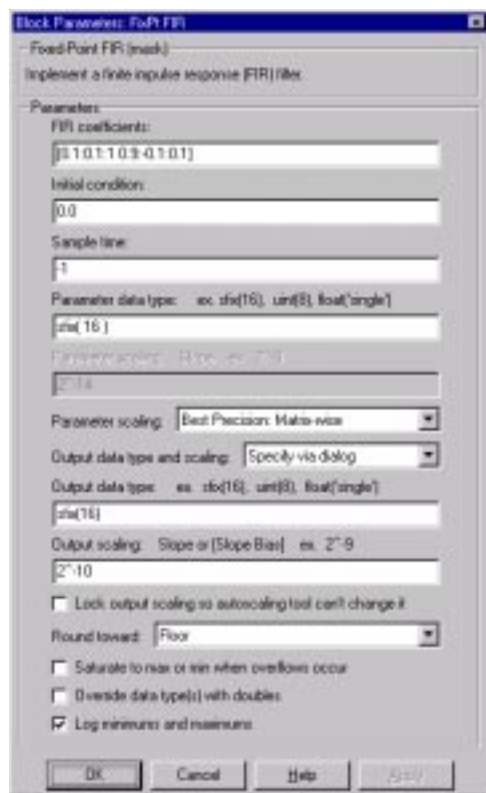 Block Parameters: FixPt FIR
Fixed-Point FIR (mask)
Implement a finite impulse response (FIR) filter.
Parameters
FIR coefficients:
[0.1:0.1:1 0.9:-0.1:0.1]
Initial condition:
0.0
Sample time:
-1
Parameter data type: ex. sfix(16), uint(8), float('single')
sfix( 16 )
Parameter scaling: Slope ex. 2^-9
2^-14
Parameter scaling: Best Precision: Matrix-wise
Output data type and scaling: Specify via dialog
Output data type: ex. sfix(16), uint(8), float('single')
sfix(16)
Output scaling: Slope or [Slope Bias] ex. 2^-9
2^-10
Lock output scaling so autoscaling tool can't change it
Round toward: Floor
Saturate to max or min when overflows occur
Override data type(s) with doubles
Log minimums and maximums
OK Cancel Help Apply